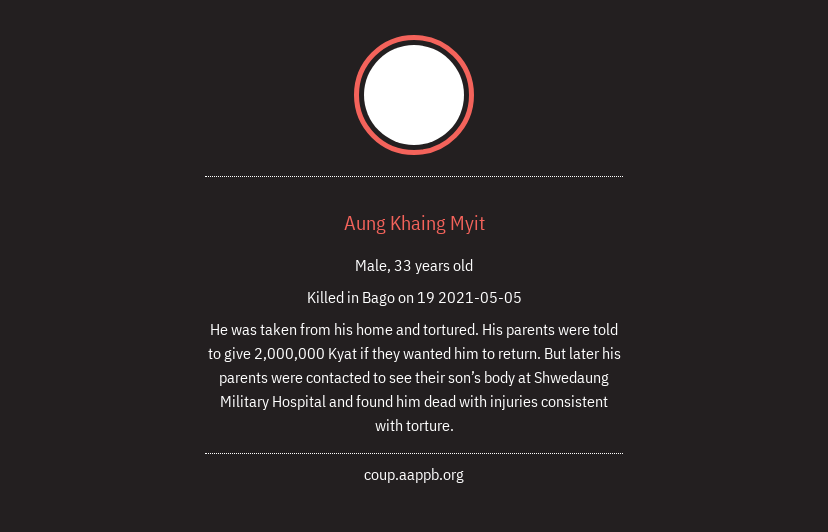 Aung Khaing Myit
Male, 33 years old
Killed in Bago on 19 2021-05-05
He was taken from his home and tortured. His parents were told
to give 2,000,000 Kyat if they wanted him to return. But later his
parents were contacted to see their son’s body at Shwedaung
Military Hospital and found him dead with injuries consistent
with torture.
coup.aappb.org